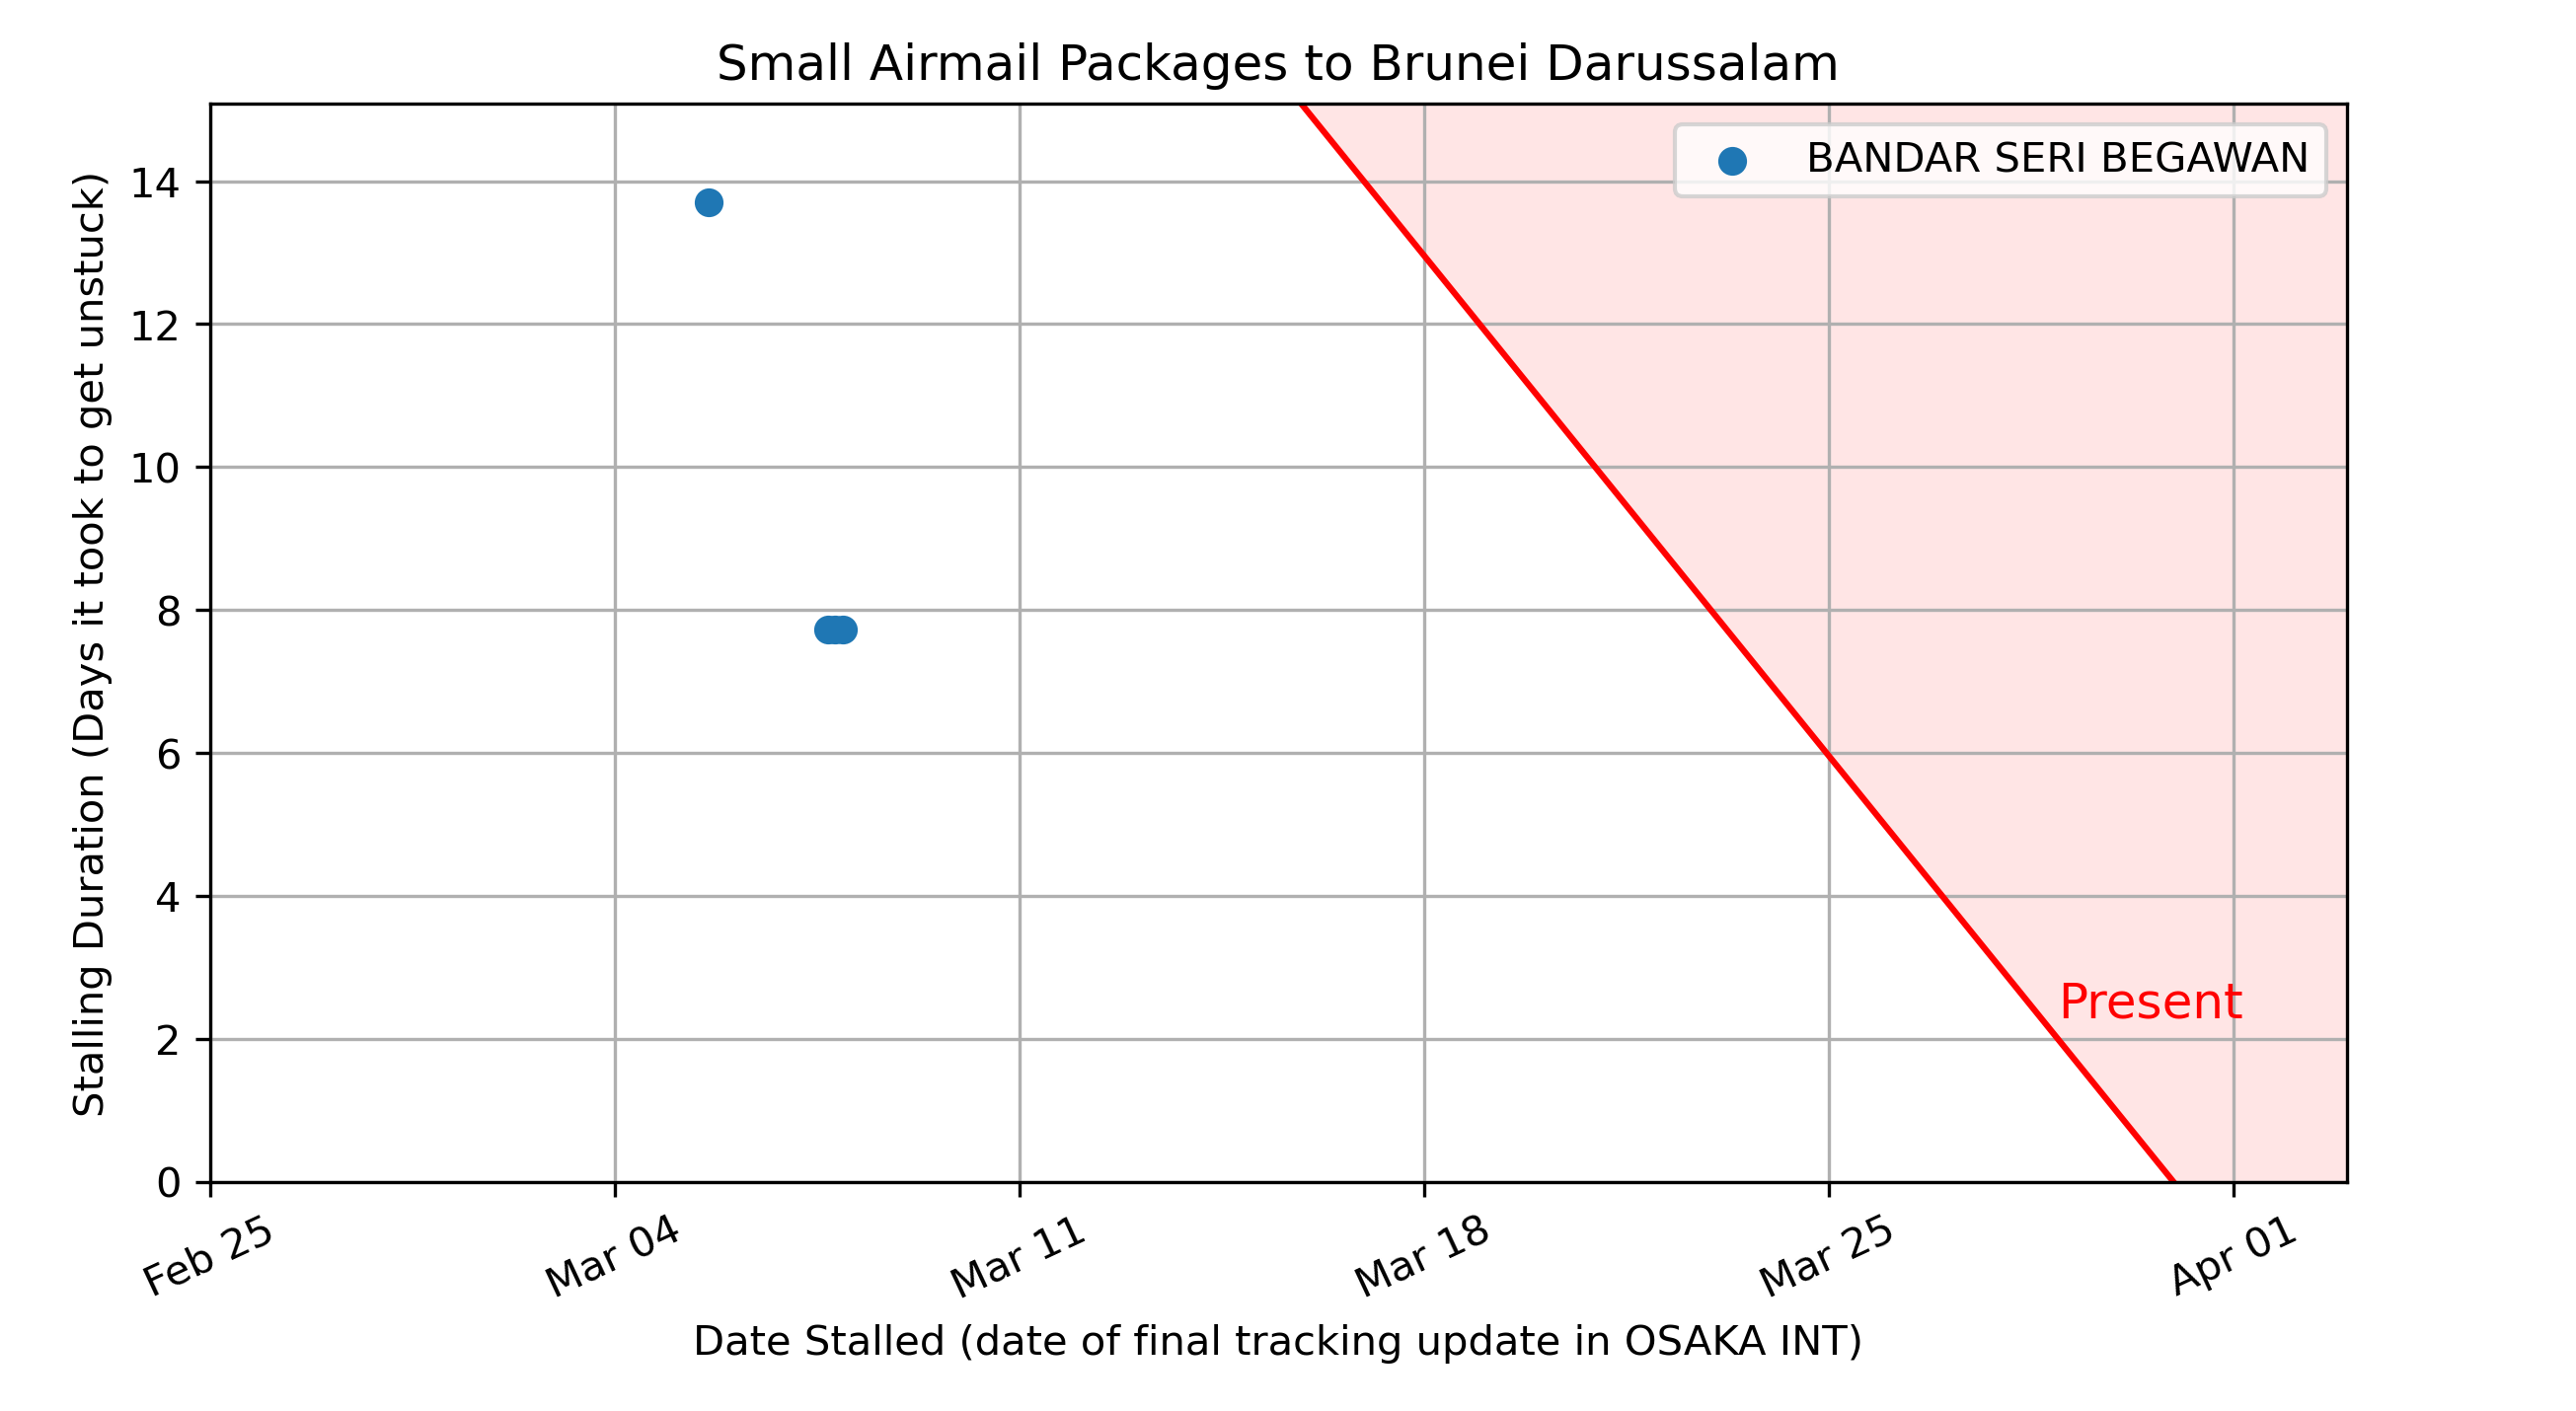 Small Airmail Packages to Brunei Darussalam
BANDAR SERI BEGAWAN
Stalling Duration (Days it took to get unstuck)
14
12
10
8
6
4
2
0
Present
Feb 25
Mar 04
Mar 11
Mar 18
Mar 25
Apr 01
Date Stalled (date of final tracking update in OSAKA INT)